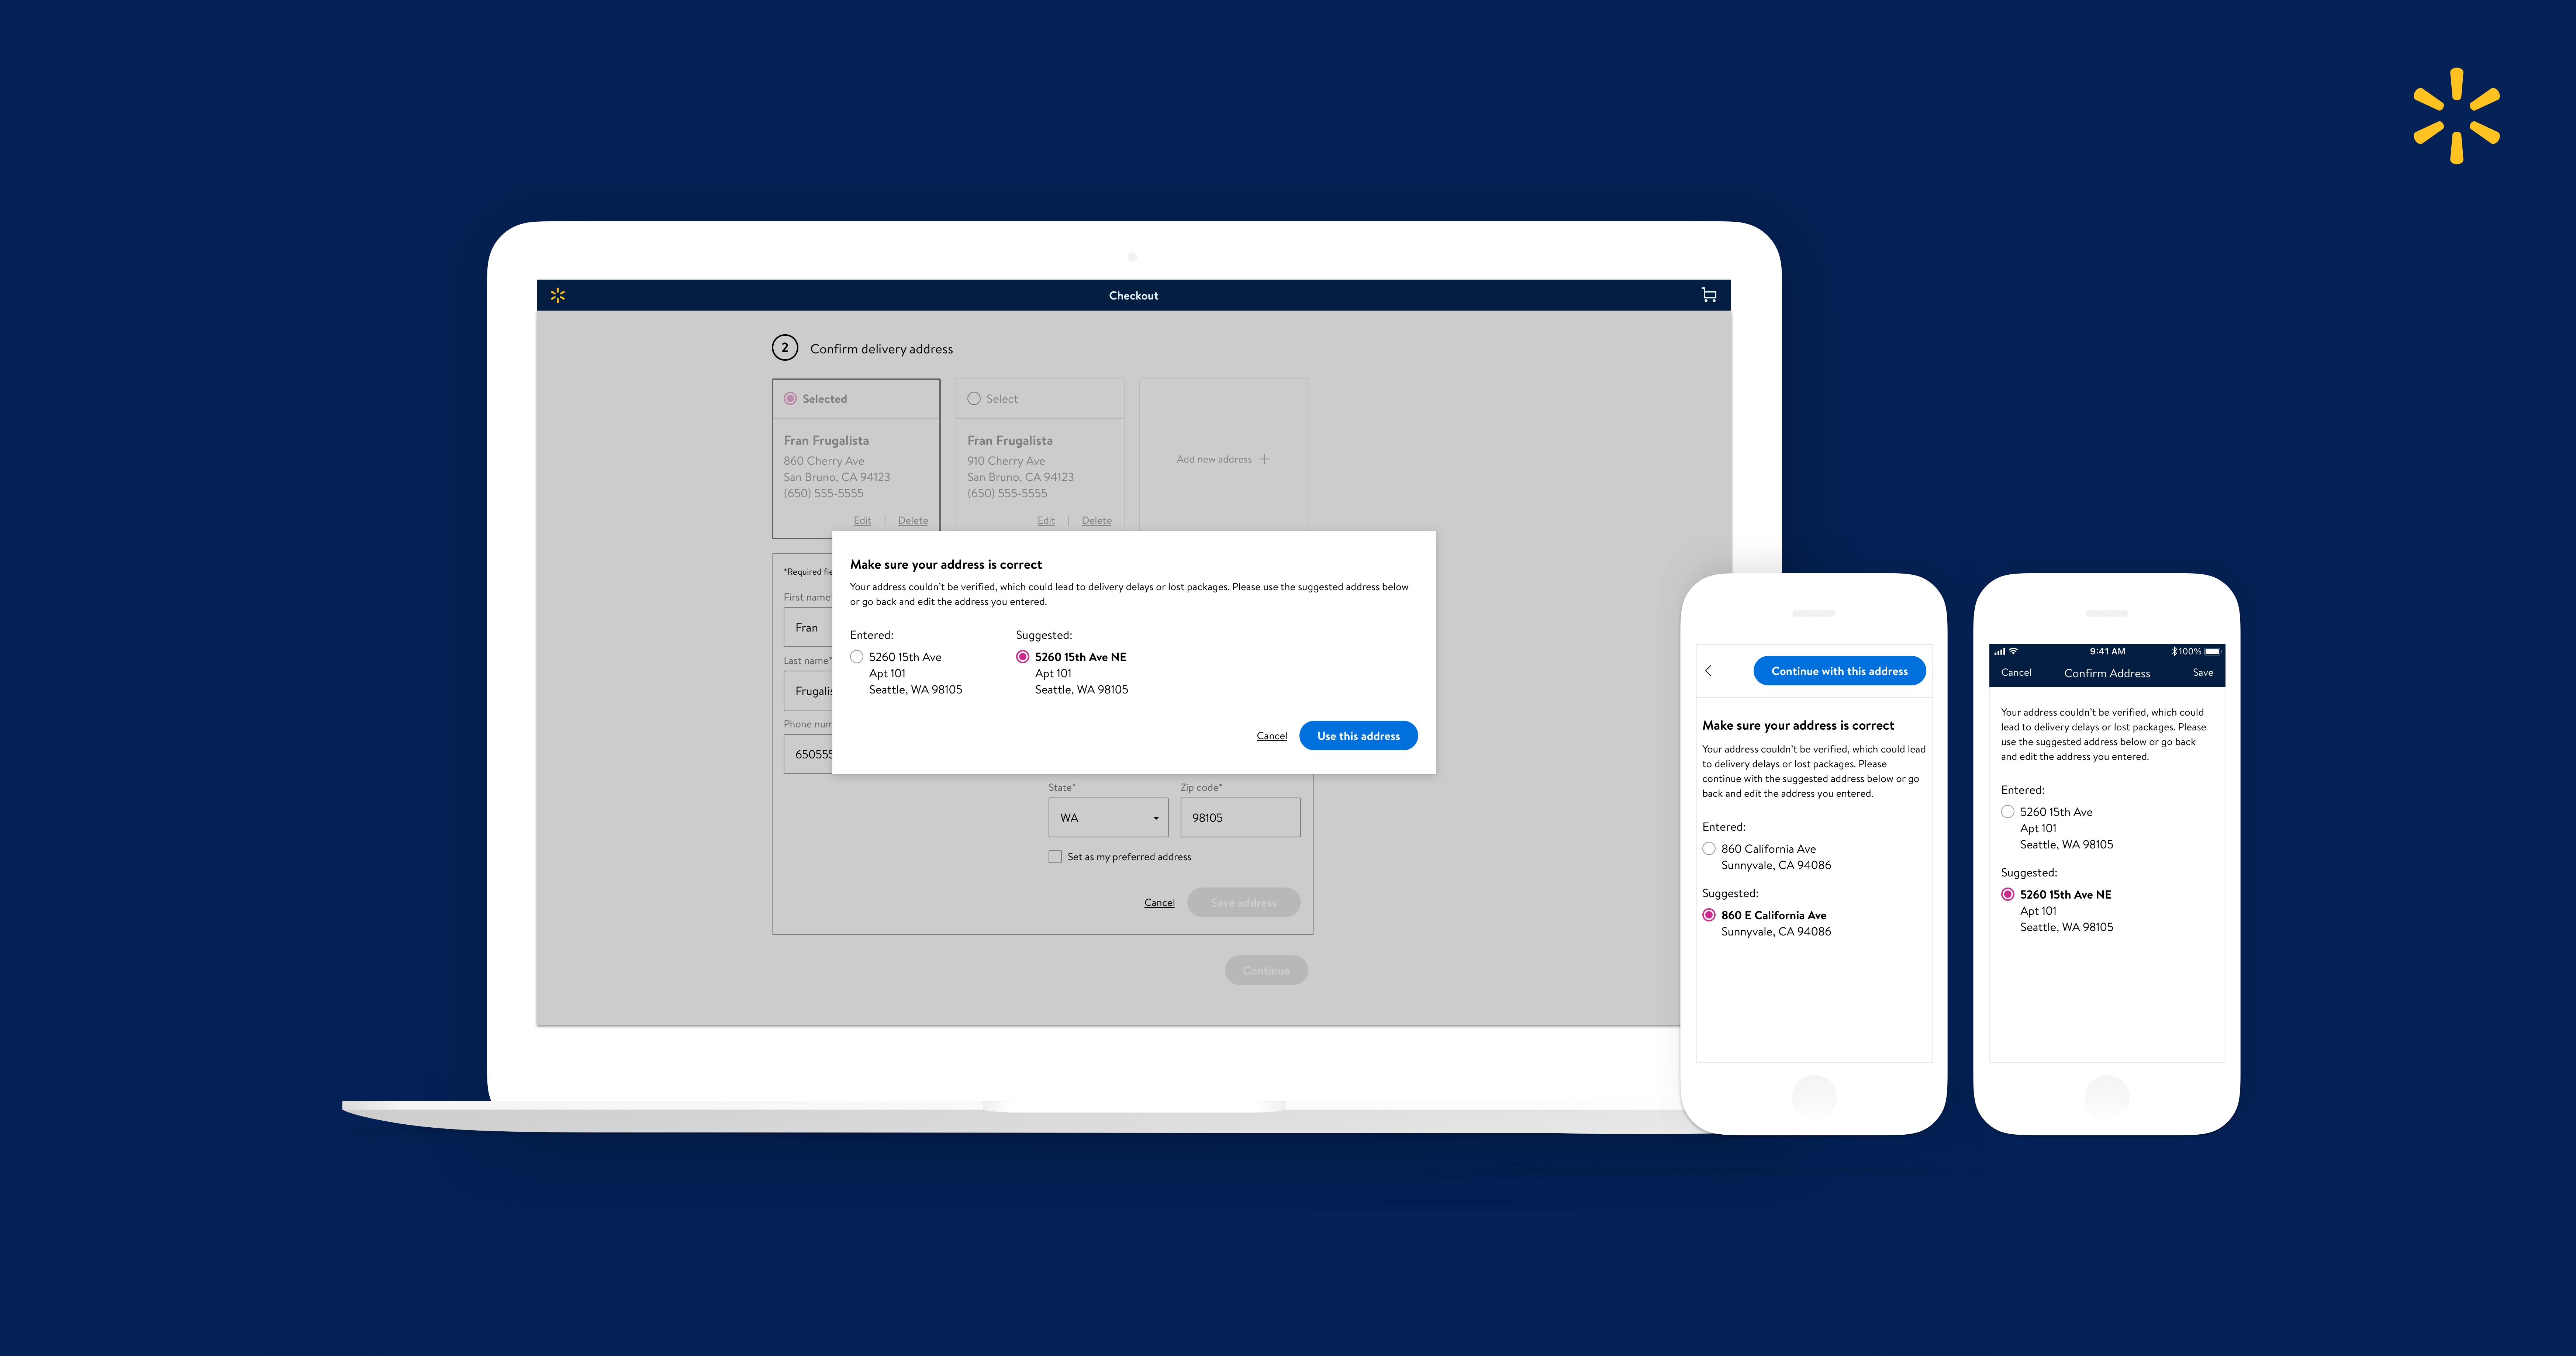 Checkout
2 Confirm delivery address
Selected
Fran Frugalista
860 Cherry Ave
San Bruno, CA 94123
(650) 555-5555
Edit | Delete
Select
Fran Frugalista
910 Cherry Ave
San Bruno, CA 94123
(650) 555-5555
Edit | Delete
Add new address +
*Required fie
First name*
Fran
Last name*
Frugalis
Phone num
650555
Make sure your address is correct
Your address couldn't be verified, which could lead to delivery delays or lost packages. Please use the suggested address below
or go back and edit the address you entered.
Entered:
5260 15th Ave
Apt 101
Seattle, WA 98105
Suggested:
5260 15th Ave NE
Apt 101
Seattle, WA 98105
Cancel
Use this address
State*
WA
Zip code*
98105
Set as my preferred address
Cancel
Save address
Continue
Continue with this address
Make sure your address is correct
Your address couldn't be verified, which could lead
to delivery delays or lost packages. Please
continue with the suggested address below or go
back and edit the address you entered.
Entered:
860 California Ave
Sunnyvale, CA 94086
Suggested:
860 E California Ave
Sunnyvale, CA 94086
9:41 AM
100%
Cancel
Confirm Address
Save
Your address couldn't be verified, which could
lead to delivery delays or lost packages. Please
use the suggested address below or go back
and edit the address you entered.
Entered:
5260 15th Ave
Apt 101
Seattle, WA 98105
Suggested:
5260 15th Ave NE
Apt 101
Seattle, WA 98105